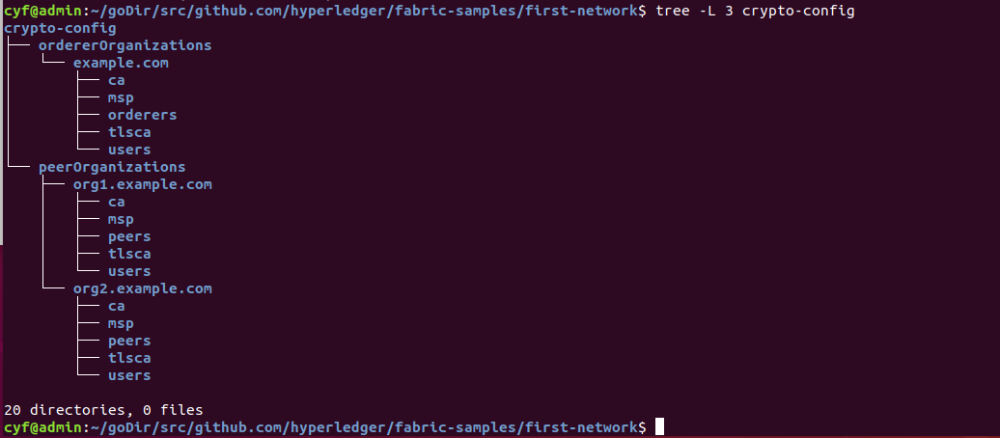 cyf@admin:~/goDir/src/github.com/hyperledger/fabric-samples/first-network$ tree -L 3 crypto-config
crypto-config
├── ordererOrganizations
│   └── example.com
│       ├── ca
│       ├── msp
│       ├── orderers
│       ├── tlsca
│       └── users
└── peerOrganizations
    ├── org1.example.com
    │   ├── ca
    │   ├── msp
    │   ├── peers
    │   ├── tlsca
    │   └── users
    └── org2.example.com
        ├── ca
        ├── msp
        ├── peers
        ├── tlsca
        └── users

20 directories, 0 files
cyf@admin:~/goDir/src/github.com/hyperledger/fabric-samples/first-network$